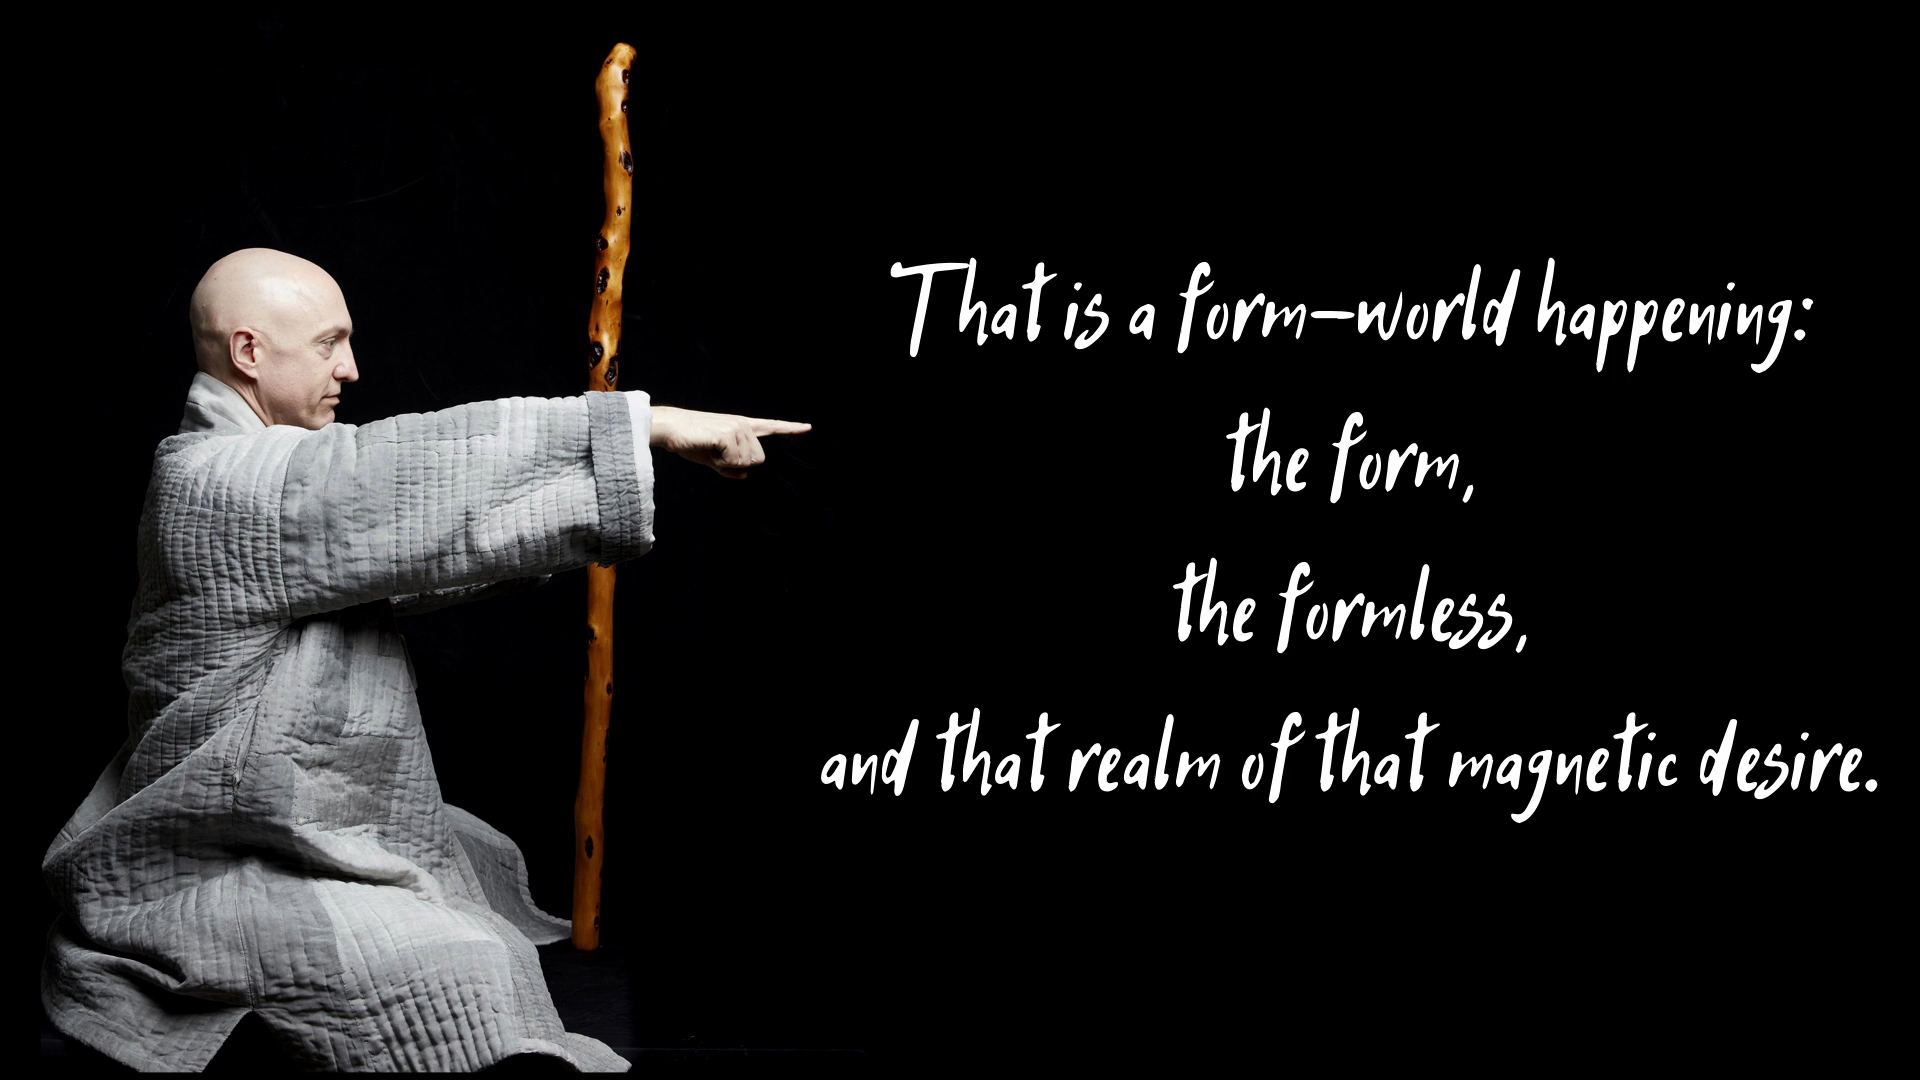 That is a form-world happening:
the form,
the formless,
and that realm of that magnetic desire.